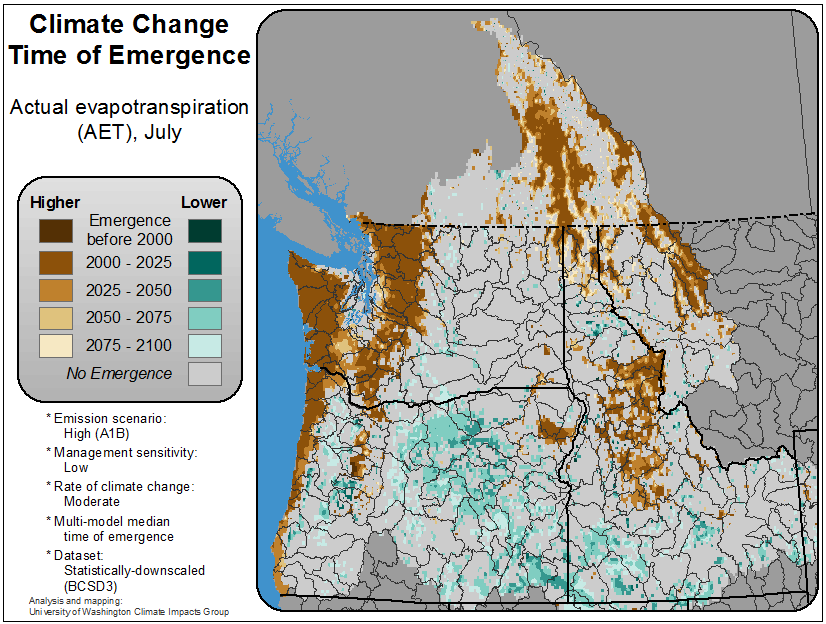 Climate Change
Time of Emergence
Actual evapotranspiration
(AET), July
Higher Lower
Emergence
before 2000
2000 - 2025
2025 - 2050
2050 - 2075
2075 - 2100
No Emergence
* Emission scenario:
High (A1B)
* Management sensitivity:
Low
* Rate of climate change:
Moderate
* Multi-model median
time of emergence
* Dataset:
Statistically-downscaled
(BCSD3)
Analysis and mapping:
University of Washington Climate Impacts Group